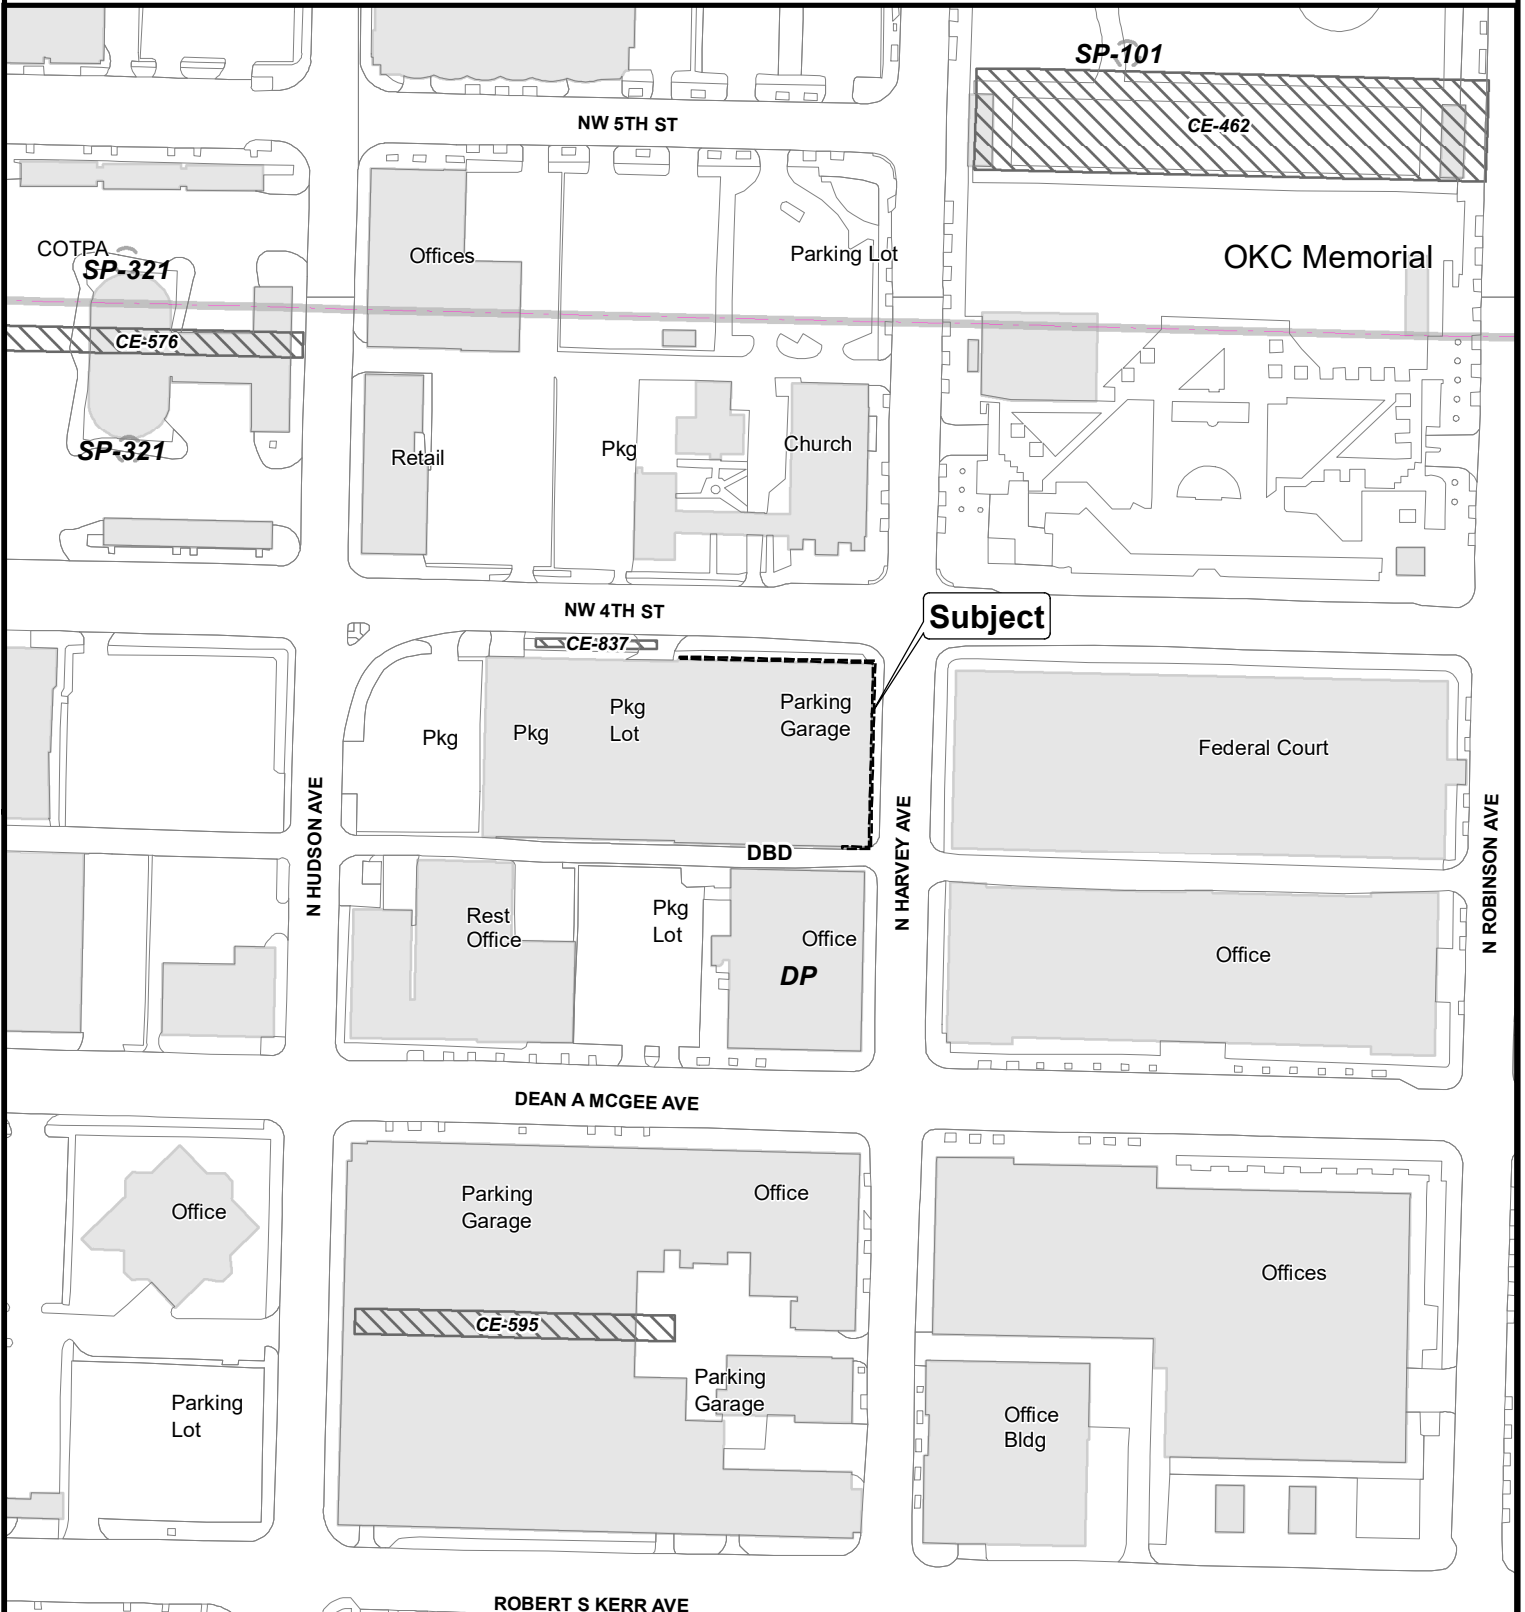 SP-101
NW 5TH ST
CE-462
COTPA
SP-321
Offices
Parking Lot
OKC Memorial
CE-576
SP-321
Retail
Pkg
Church
NW 4TH ST
Subject
CE-837
Pkg
Pkg
Pkg
Lot
Parking
Garage
Federal Court
N HUDSON AVE
N HARVEY AVE
N ROBINSON AVE
DBD
Rest
Office
Pkg
Lot
Office
DP
Office
DEAN A MCGEE AVE
Office
Parking
Garage
Office
Offices
CE-595
Parking
Garage
Parking
Lot
Office
Bldg
ROBERT S KERR AVE